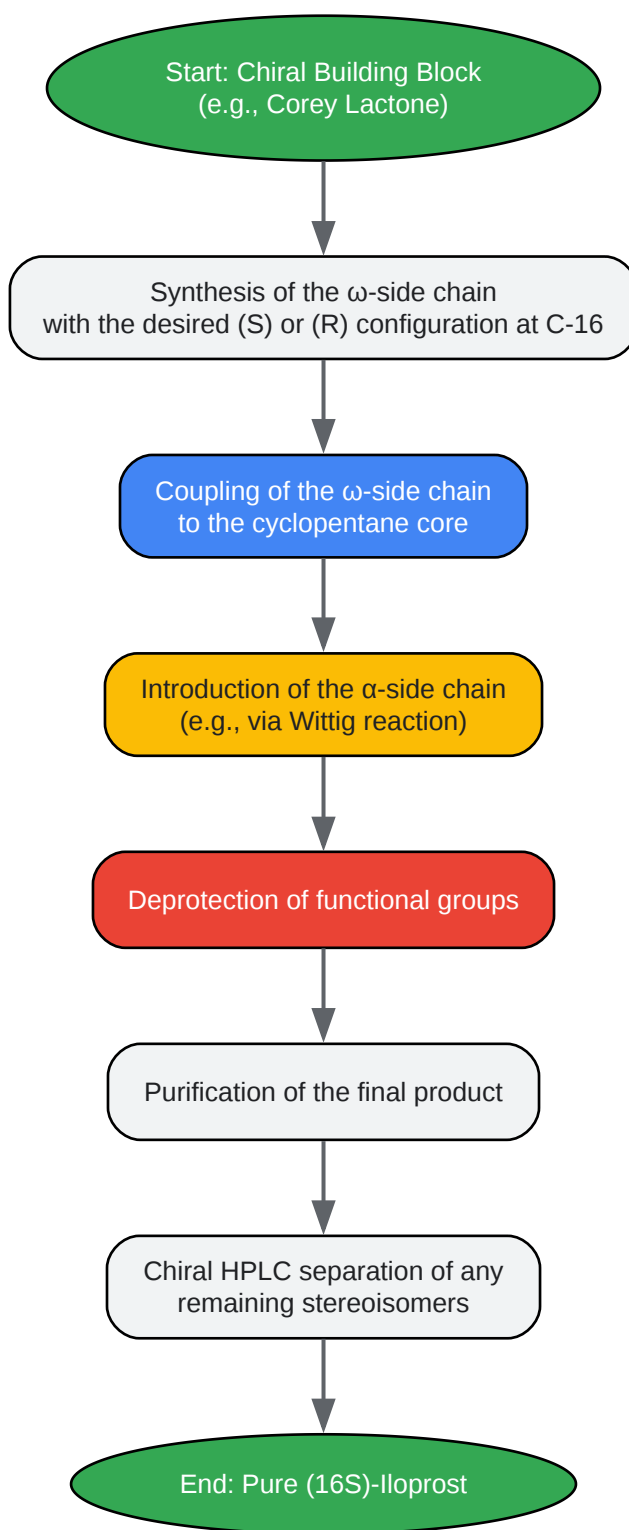 Start: Chiral Building Block
(e.g., Corey Lactone)
Synthesis of the ω-side chain
with the desired (S) or (R) configuration at C-16
Coupling of the ω-side chain
to the cyclopentane core
Introduction of the α-side chain
(e.g., via Wittig reaction)
Deprotection of functional groups
Purification of the final product
Chiral HPLC separation of any
remaining stereoisomers
End: Pure (16S)-Iloprost